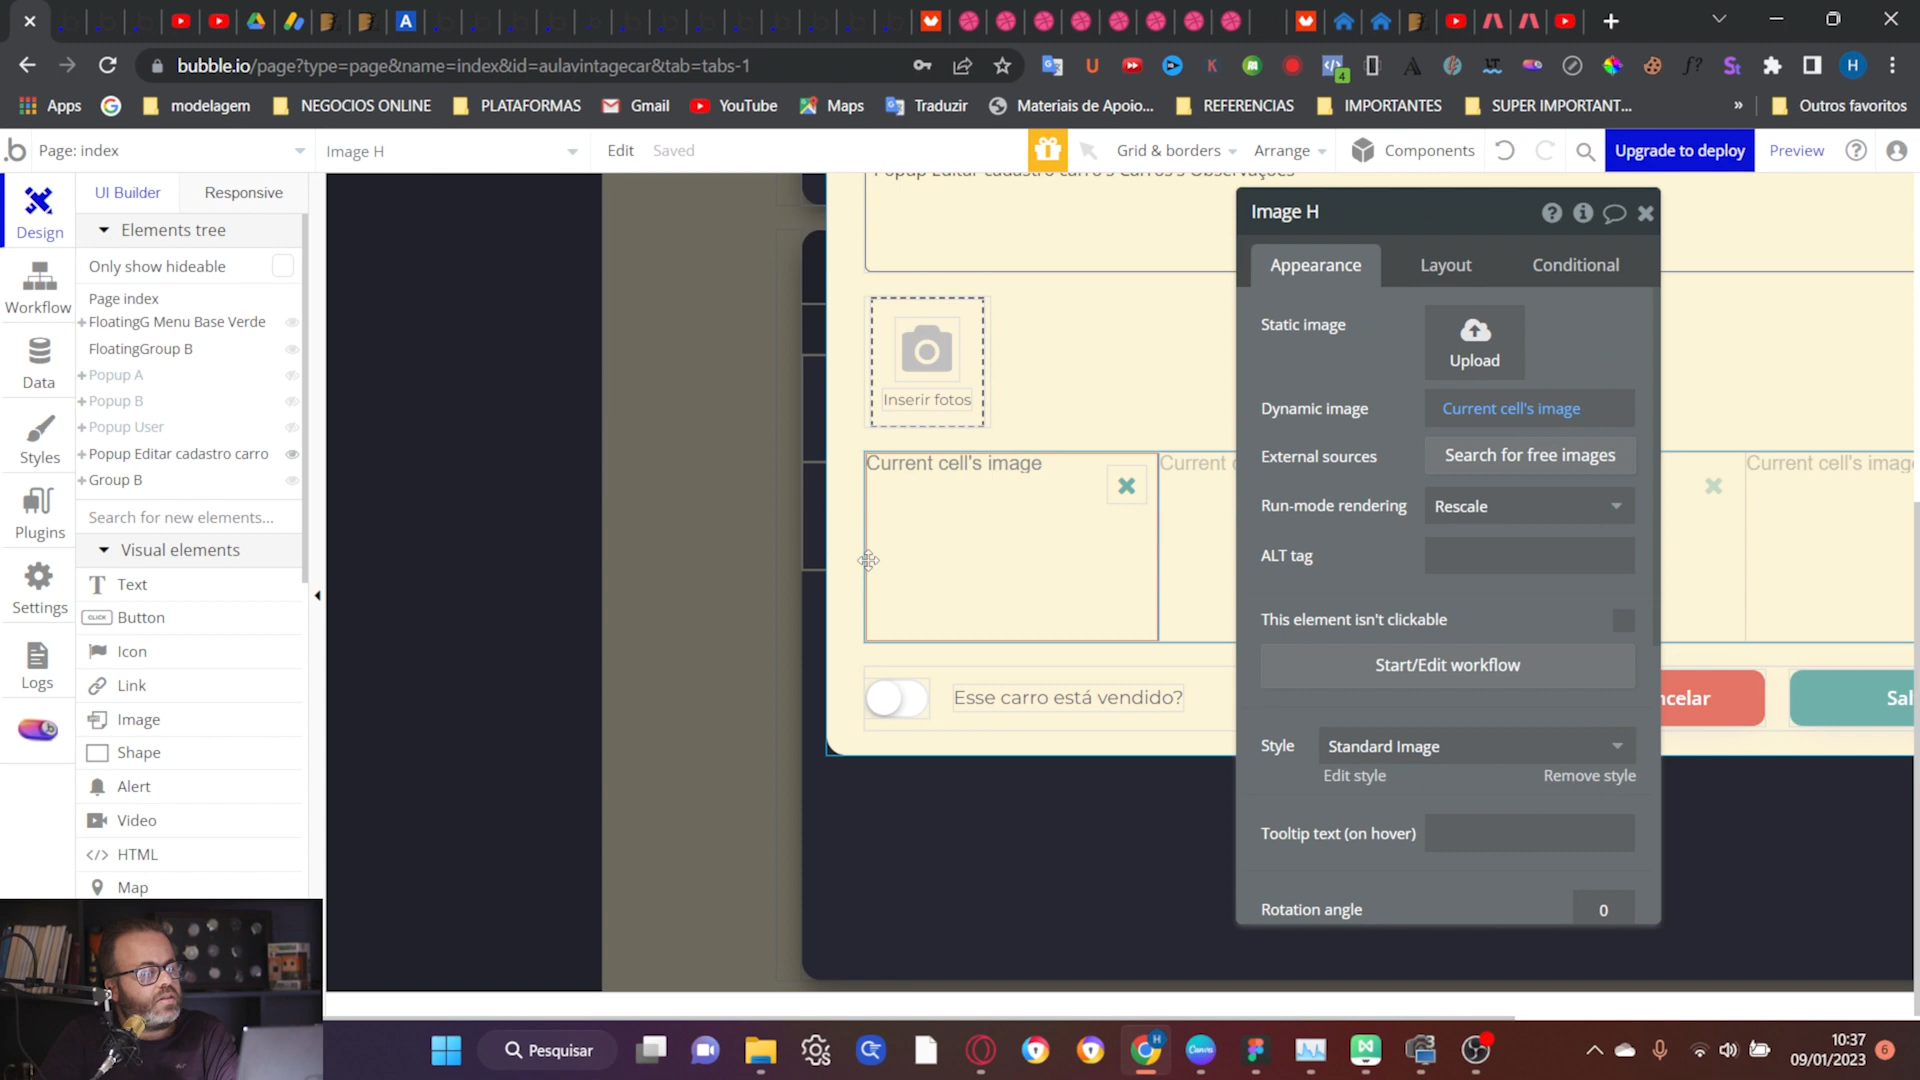 bubble.io/page?type=page&name=index&id=aulavintagecar&tab=tabs-1
Apps
modelagem
NEGOCIOS ONLINE
PLATAFORMAS
Gmail
YouTube
Maps
Traduzir
Materiais de Apoio...
REFERENCIAS
IMPORTANTES
SUPER IMPORTANT...
»
Outros favoritos
Page: index
Image H
Edit
Saved
Grid & borders
Arrange
Components
Upgrade to deploy
Preview
Design
Workflow
Data
Styles
Plugins
Settings
Logs
UI Builder
Responsive
Elements tree
Only show hideable
Page index
FloatingG Menu Base Verde
FloatingGroup B
Popup A
Popup B
Popup User
Popup Editar cadastro carro
Group B
Search for new elements...
Visual elements
Text
Button
Icon
Link
Image
Shape
Alert
Video
HTML
Map
Popup Editar cadastro carro's Carros's Observações
Inserir fotos
Current cell's image
Current c
Current cell's imag
Esse carro está vendido?
ncelar
Sal
Image H
Appearance
Layout
Conditional
Static image
Upload
Dynamic image
Current cell's image
External sources
Search for free images
Run-mode rendering
Rescale
ALT tag
This element isn't clickable
Start/Edit workflow
Style
Standard Image
Edit style
Remove style
Tooltip text (on hover)
Rotation angle
0
Pesquisar
10:37
09/01/2023
6